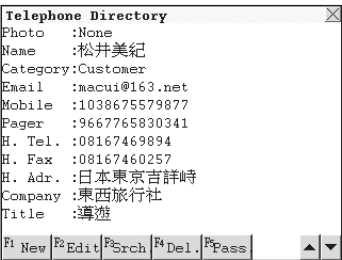 Telephone Directory
Photo :None
Name :松井美紀
Category:Customer
Email :macui@163.net
Mobile :1038675579877
Pager :9667765830341
H. Tel. :08167469894
H. Fax :08167460257
H. Adr. :日本東京吉詳峙
Company :東西旅行社
Title :導遊
F1 New F2 Edit F3 Srch F4 Del. F5 Pass